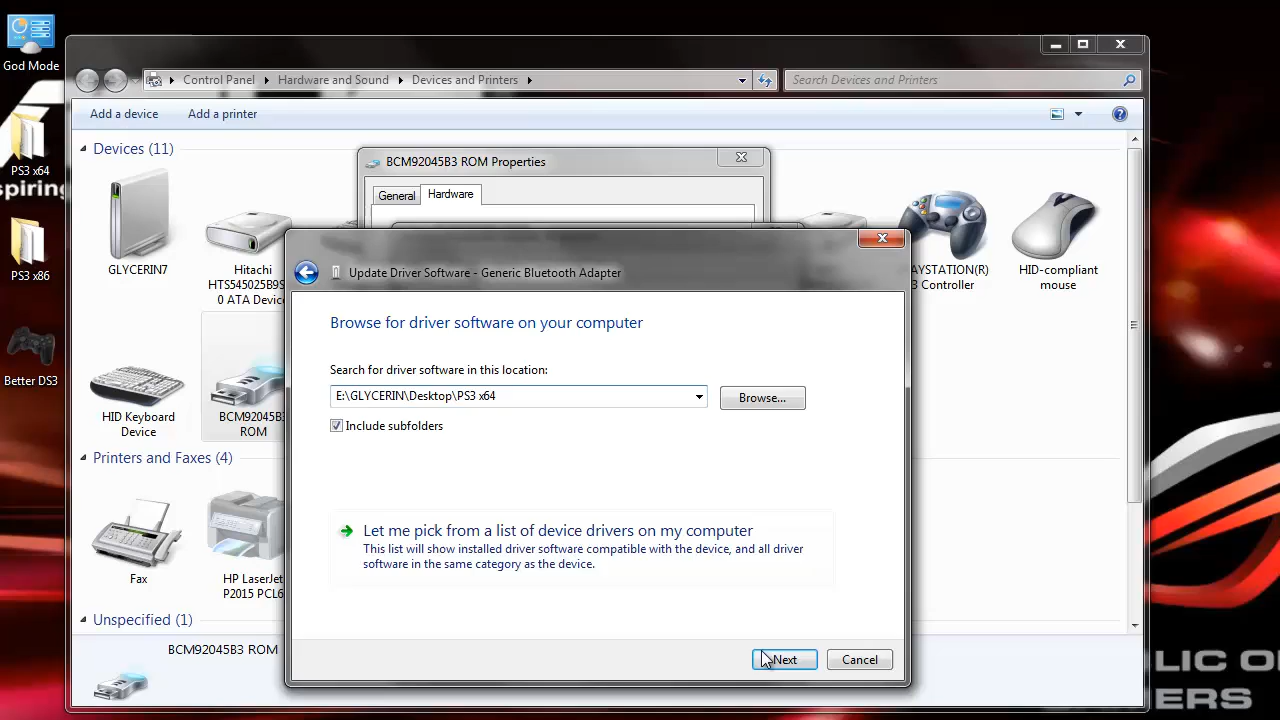 God Mode
PS3 x64
spiring
PS3 x86
Better DS3
Control Panel
Hardware and Sound
Devices and Printers
Search Devices and Printers
Add a device
Add a printer
Devices (11)
GLYCERIN7
Hitachi
HTS545025B9S
0 ATA Device
AYSTATION(R)
3 Controller
HID-compliant
mouse
HID Keyboard
Device
BCM92045B3
ROM
Printers and Faxes (4)
Fax
HP LaserJet
P2015 PCL6
Unspecified (1)
BCM92045B3 ROM
BCM92045B3 ROM Properties
General
Hardware
Update Driver Software - Generic Bluetooth Adapter
Browse for driver software on your computer
Search for driver software in this location:
E:\GLYCERIN\Desktop\PS3 x64
Browse...
Include subfolders
Let me pick from a list of device drivers on my computer
This list will show installed driver software compatible with the device, and all driver
software in the same category as the device.
Next
Cancel
LIC O
ERS